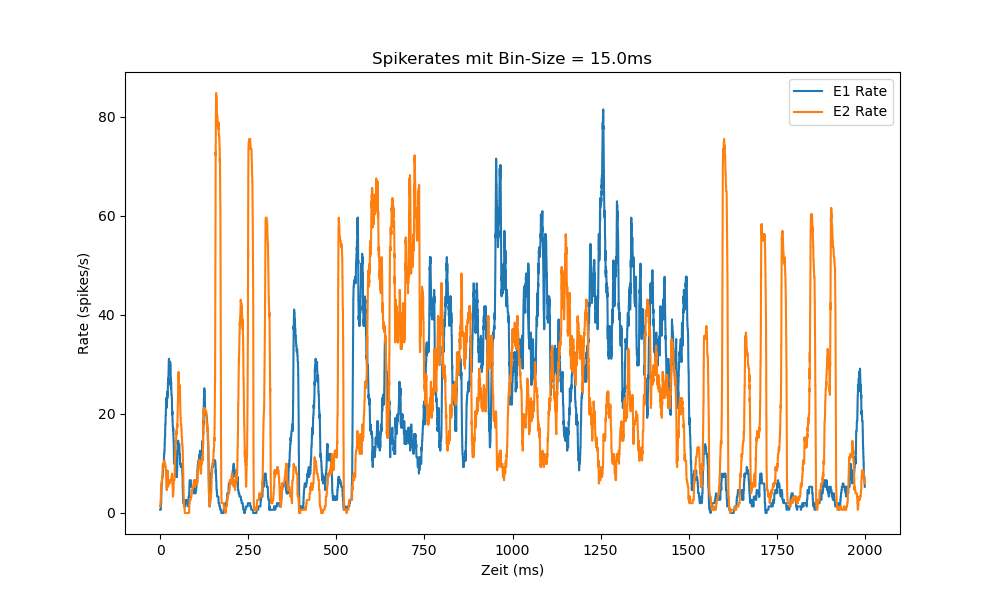 Spikerates mit Bin-Size = 15.0ms
E1 Rate
E2 Rate
Rate (spikes/s)
80
60
40
20
0
0 250 500 750 1000 1250 1500 1750 2000
Zeit (ms)